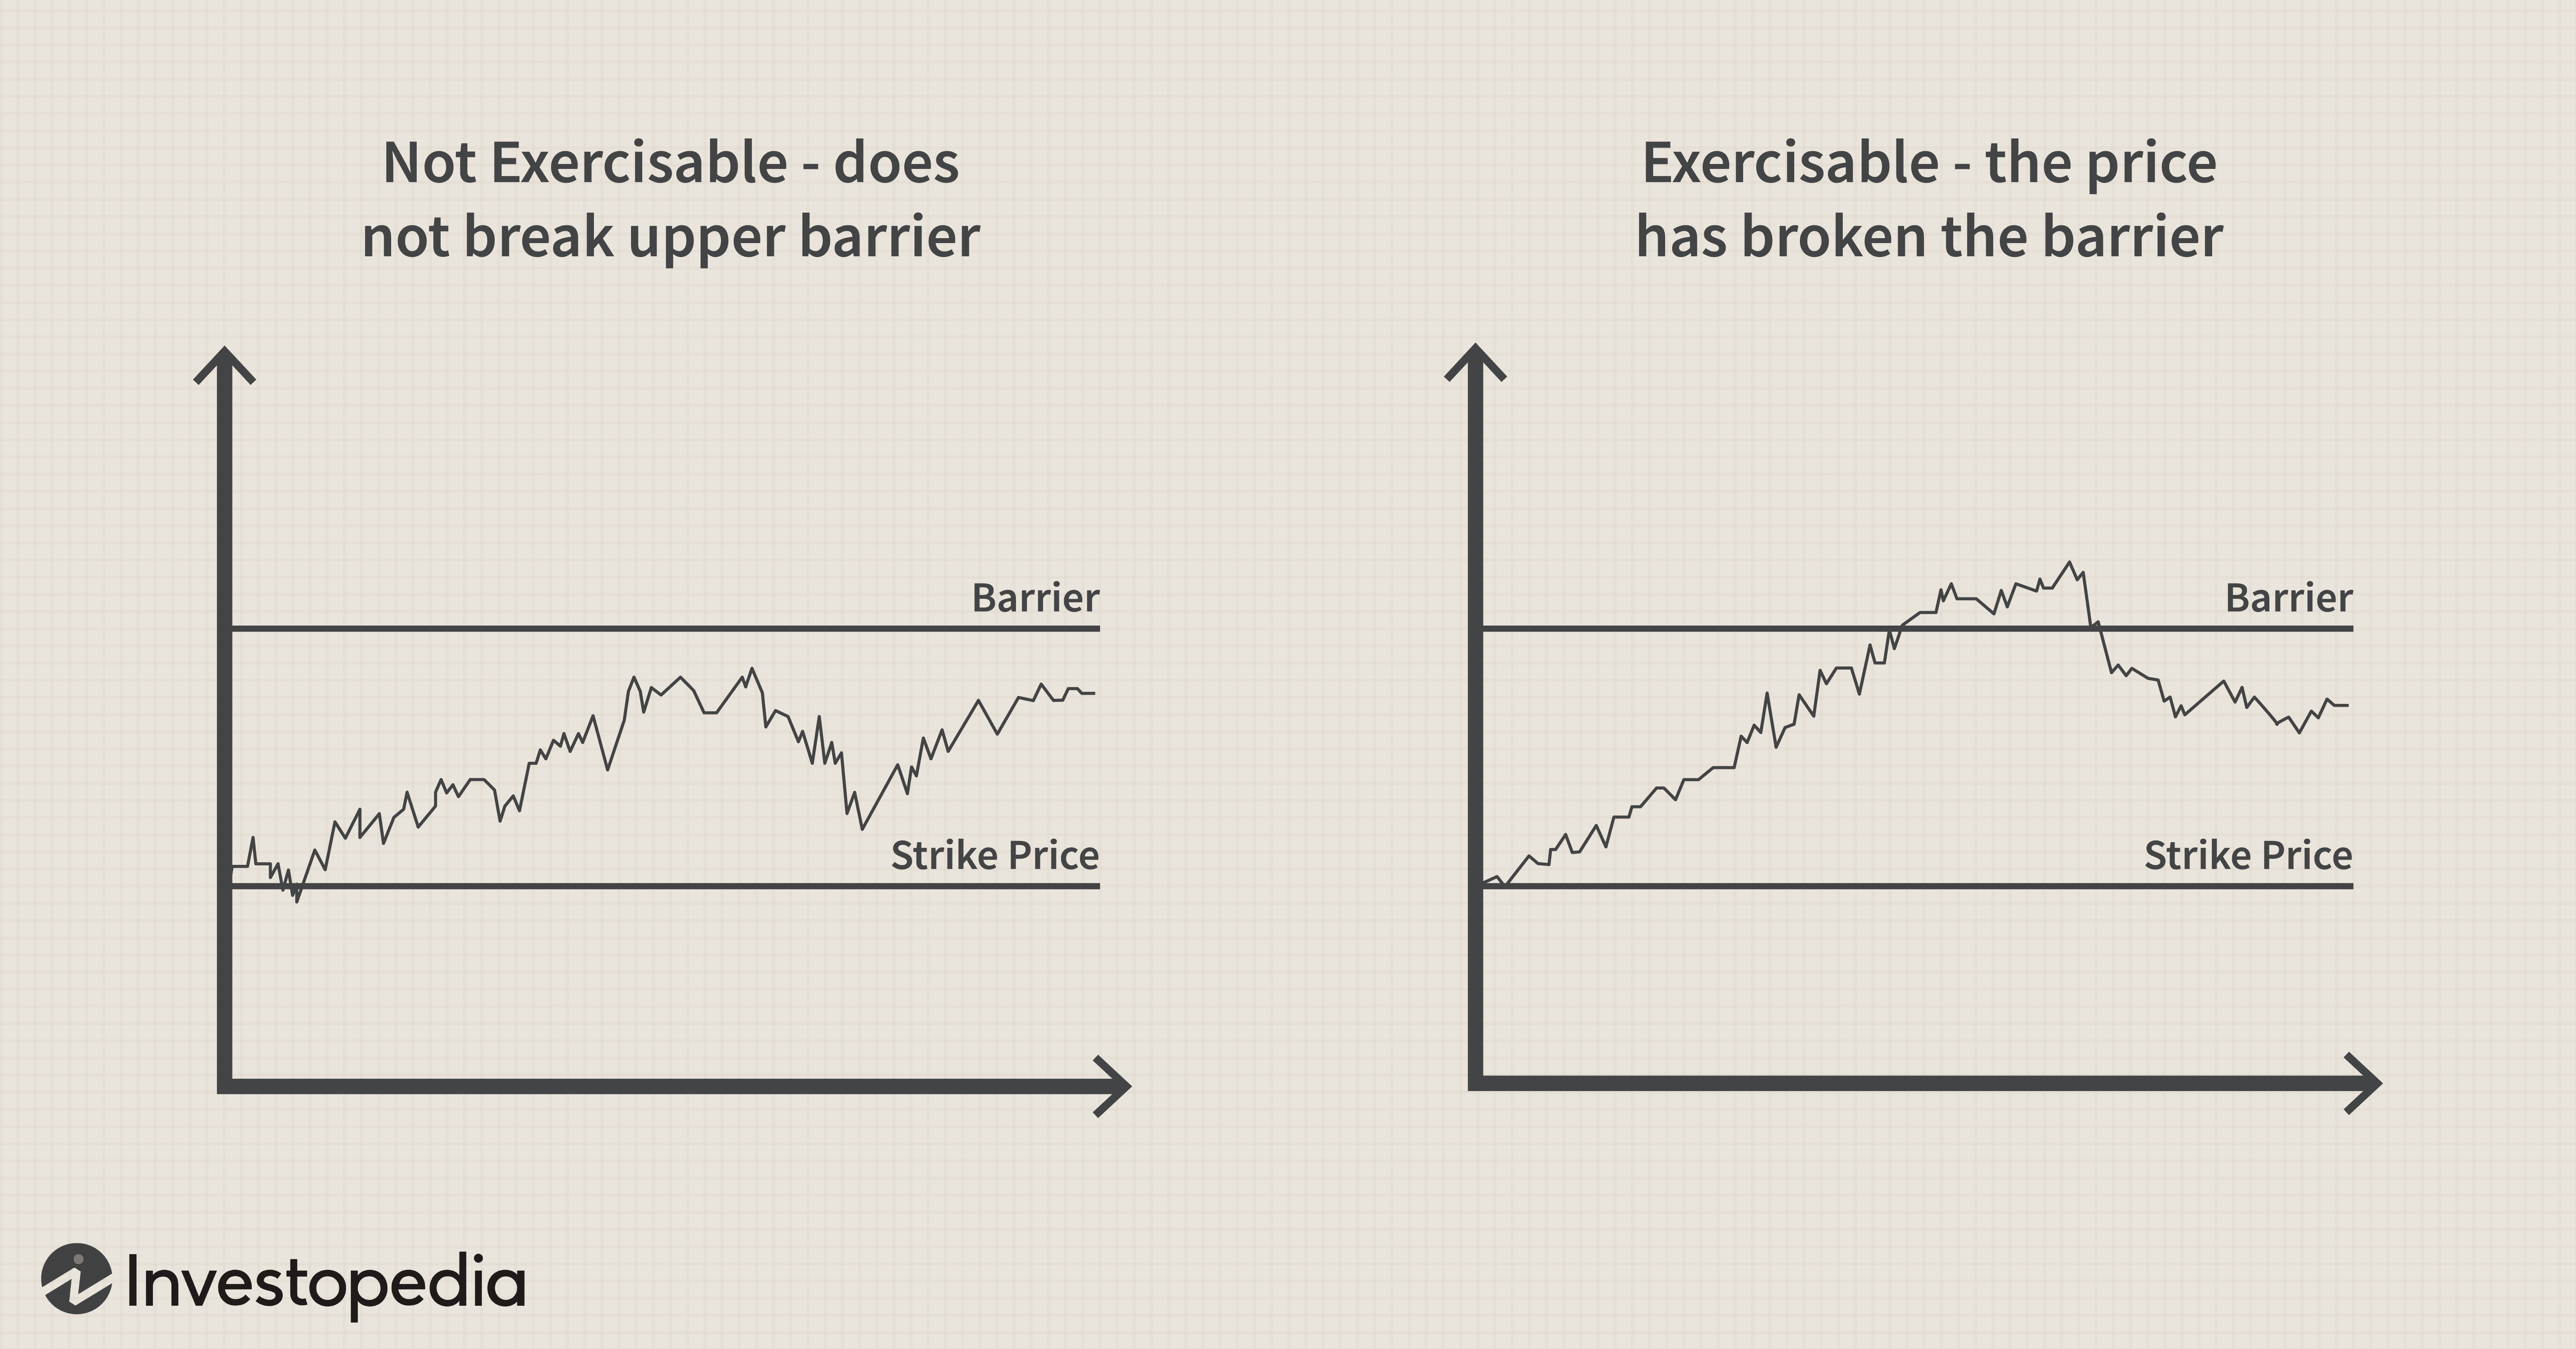 Not Exercisable - does
not break upper barrier
Barrier
Strike Price
Exercisable - the price
has broken the barrier
Barrier
Strike Price
Investopedia